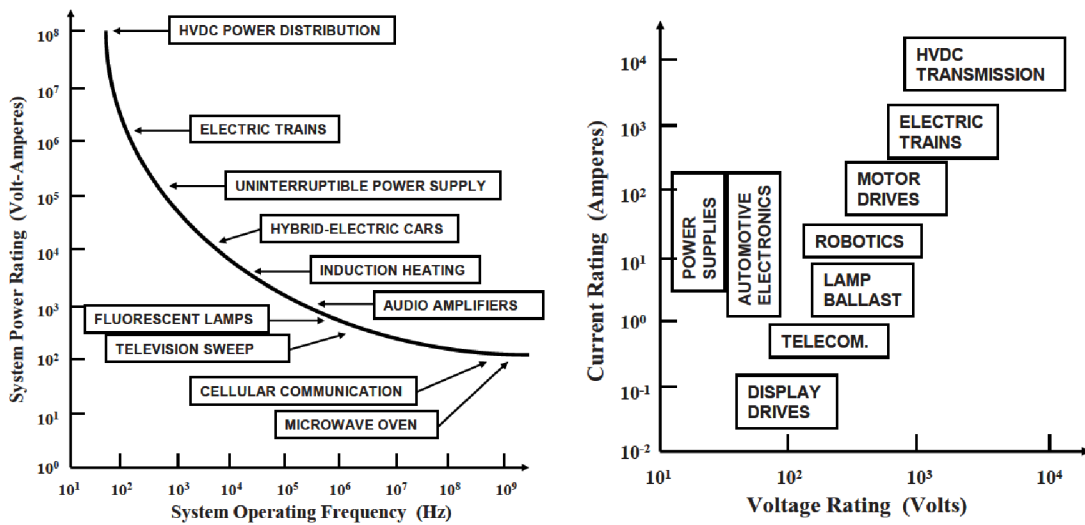 System Power Rating (Volt-Amperes)
10⁸
10⁷
10⁶
10⁵
10⁴
10³
10²
10¹
10⁰
HVDC POWER DISTRIBUTION
ELECTRIC TRAINS
UNINTERRUPTIBLE POWER SUPPLY
HYBRID-ELECTRIC CARS
INDUCTION HEATING
AUDIO AMPLIFIERS
FLUORESCENT LAMPS
TELEVISION SWEEP
CELLULAR COMMUNICATION
MICROWAVE OVEN
10¹ 10² 10³ 10⁴ 10⁵ 10⁶ 10⁷ 10⁸ 10⁹
System Operating Frequency (Hz)
Current Rating (Amperes)
10⁴
10³
10²
10¹
10⁰
10⁻¹
10⁻²
HVDC
TRANSMISSION
ELECTRIC
TRAINS
MOTOR
DRIVES
POWER
SUPPLIES
AUTOMOTIVE
ELECTRONICS
ROBOTICS
LAMP
BALLAST
TELECOM.
DISPLAY
DRIVES
10¹ 10² 10³ 10⁴
Voltage Rating (Volts)